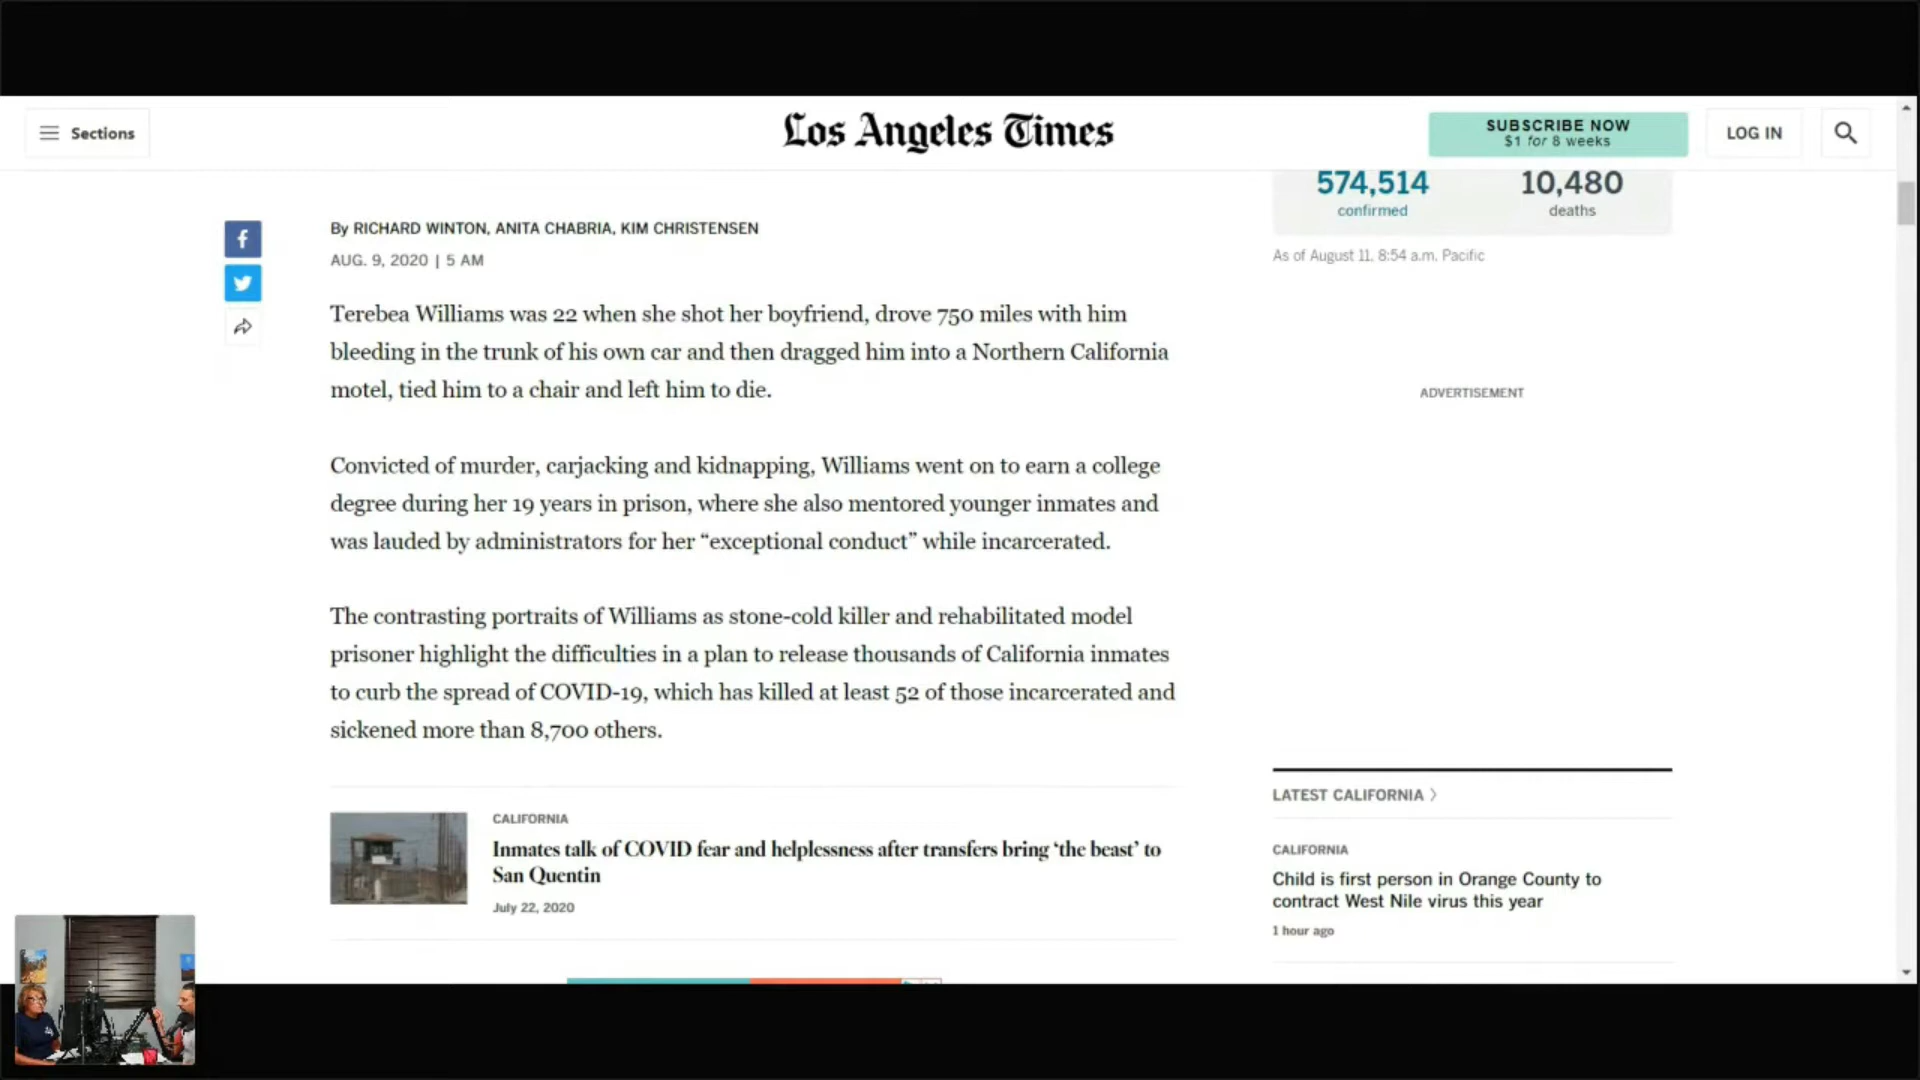 Sections
Los Angeles Times
SUBSCRIBE NOW
$1 for 8 weeks
LOG IN
574,514
confirmed
10,480
deaths
As of August 11, 8:54 a.m. Pacific
By RICHARD WINTON, ANITA CHABRIA, KIM CHRISTENSEN
AUG. 9, 2020 | 5 AM
Terebea Williams was 22 when she shot her boyfriend, drove 750 miles with him
bleeding in the trunk of his own car and then dragged him into a Northern California
motel, tied him to a chair and left him to die.
Convicted of murder, carjacking and kidnapping, Williams went on to earn a college
degree during her 19 years in prison, where she also mentored younger inmates and
was lauded by administrators for her “exceptional conduct” while incarcerated.
The contrasting portraits of Williams as stone-cold killer and rehabilitated model
prisoner highlight the difficulties in a plan to release thousands of California inmates
to curb the spread of COVID-19, which has killed at least 52 of those incarcerated and
sickened more than 8,700 others.
CALIFORNIA
Inmates talk of COVID fear and helplessness after transfers bring ‘the beast’ to
San Quentin
July 22, 2020
ADVERTISEMENT
LATEST CALIFORNIA
CALIFORNIA
Child is first person in Orange County to
contract West Nile virus this year
1 hour ago